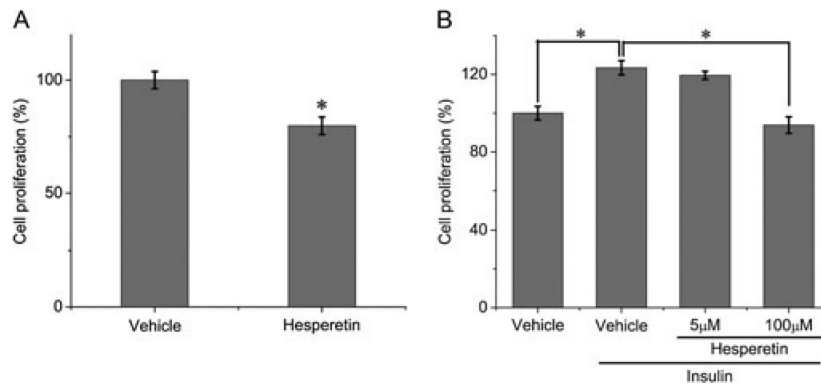 A
Cell proliferation (%)
100
50
0
*
Vehicle
Hesperetin
B
Cell proliferation (%)
120
80
40
0
*
*
Vehicle
Vehicle
5μM
100μM
Hesperetin
Insulin